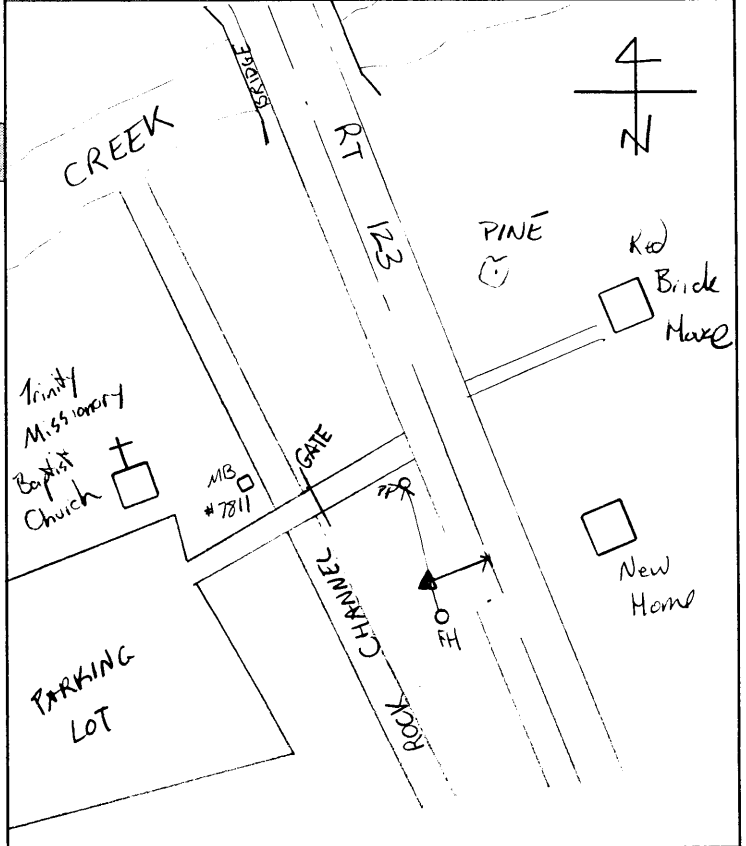 BRIDGE
CREEK
RT 123
N
PINE
Red
Brick
House
Trinity
Missionary
Baptist
Church
MB
#7811
GATE
PP
New
Home
FH
ROCK CHANNEL
PARKING
LOT